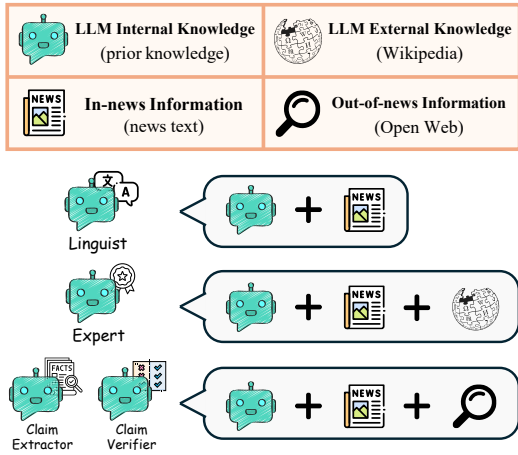 LLM Internal Knowledge
(prior knowledge)
LLM External Knowledge
(Wikipedia)
NEWS
In-news Information
(news text)
Out-of-news Information
(Open Web)
文
A
Linguist
NEWS
Expert
NEWS
FACTS
Claim
Extractor
Claim
Verifier
NEWS